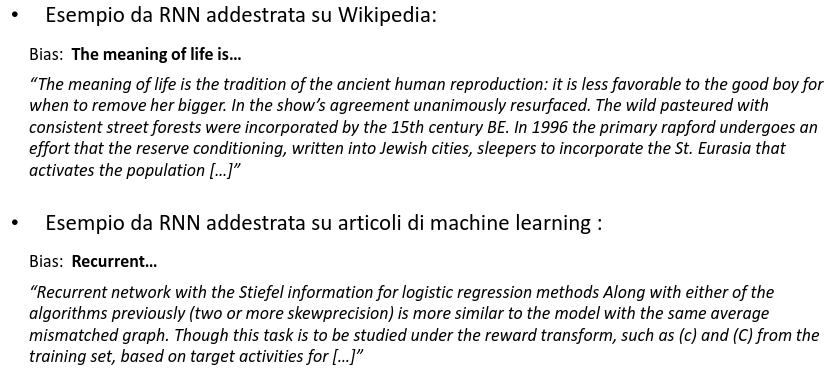 • Esempio da RNN addestrata su Wikipedia:
Bias: The meaning of life is…
“The meaning of life is the tradition of the ancient human reproduction: it is less favorable to the good boy for
when to remove her bigger. In the show’s agreement unanimously resurfaced. The wild pasteured with
consistent street forests were incorporated by the 15th century BE. In 1996 the primary rapford undergoes an
effort that the reserve conditioning, written into Jewish cities, sleepers to incorporate the St. Eurasia that
activates the population […]”
• Esempio da RNN addestrata su articoli di machine learning :
Bias: Recurrent…
“Recurrent network with the Stiefel information for logistic regression methods Along with either of the
algorithms previously (two or more skewprecision) is more similar to the model with the same average
mismatched graph. Though this task is to be studied under the reward transform, such as (c) and (C) from the
training set, based on target activities for […]”